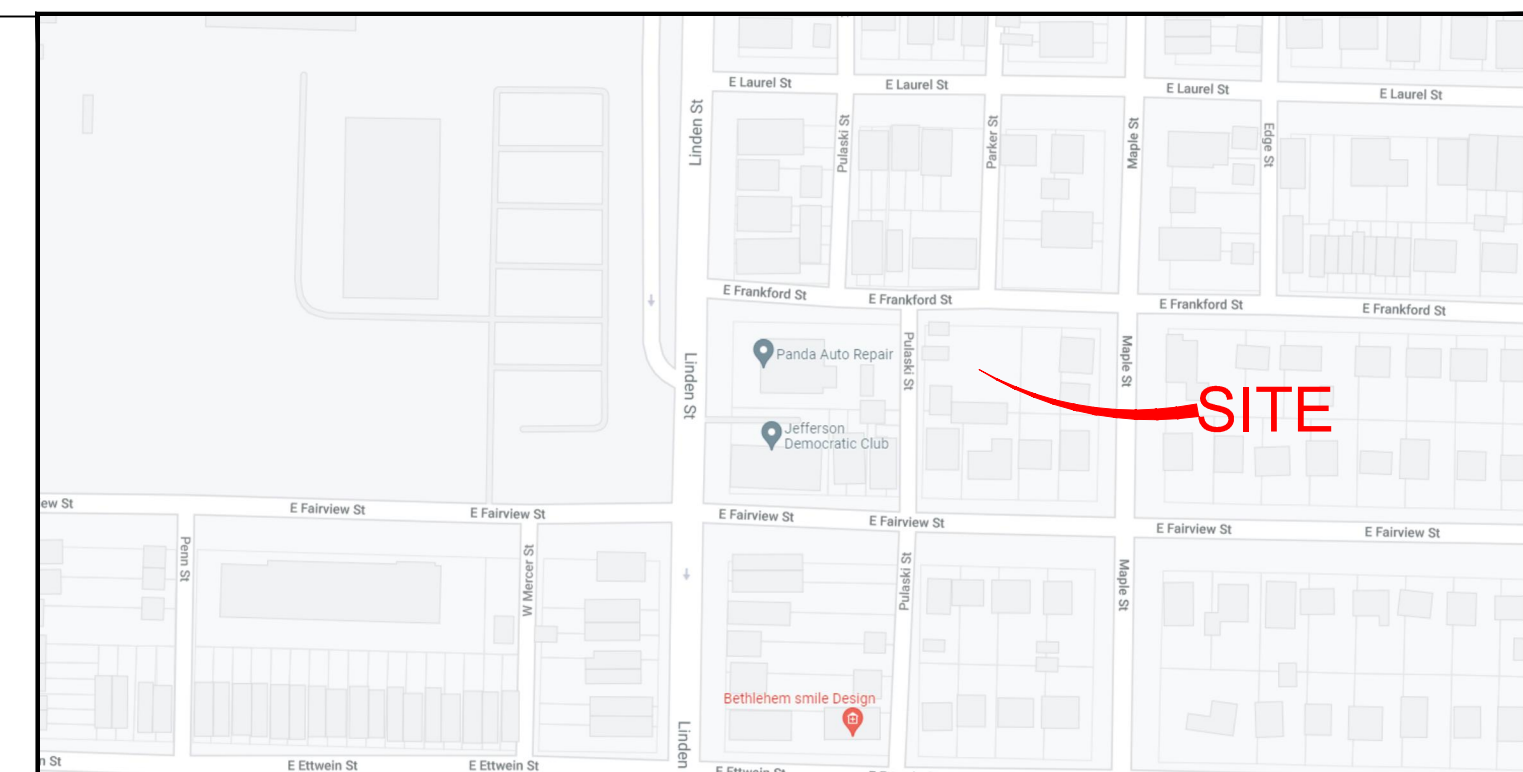 E Laurel St
E Laurel St
E Laurel St
E Laurel St
Linden St
Pulaski St
Parker St
Maple St
Edge St
E Frankford St
E Frankford St
E Frankford St
E Frankford St
Linden St
Panda Auto Repair
Pulaski St
Maple St
SITE
Jefferson
Democratic Club
ew St
E Fairview St
E Fairview St
E Fairview St
E Fairview St
E Fairview St
E Fairview St
Penn St
W Mercer St
Pulaski St
Maple St
Bethlehem smile Design
Linden
n St
E Ettwein St
E Ettwein St
E Ettwein St